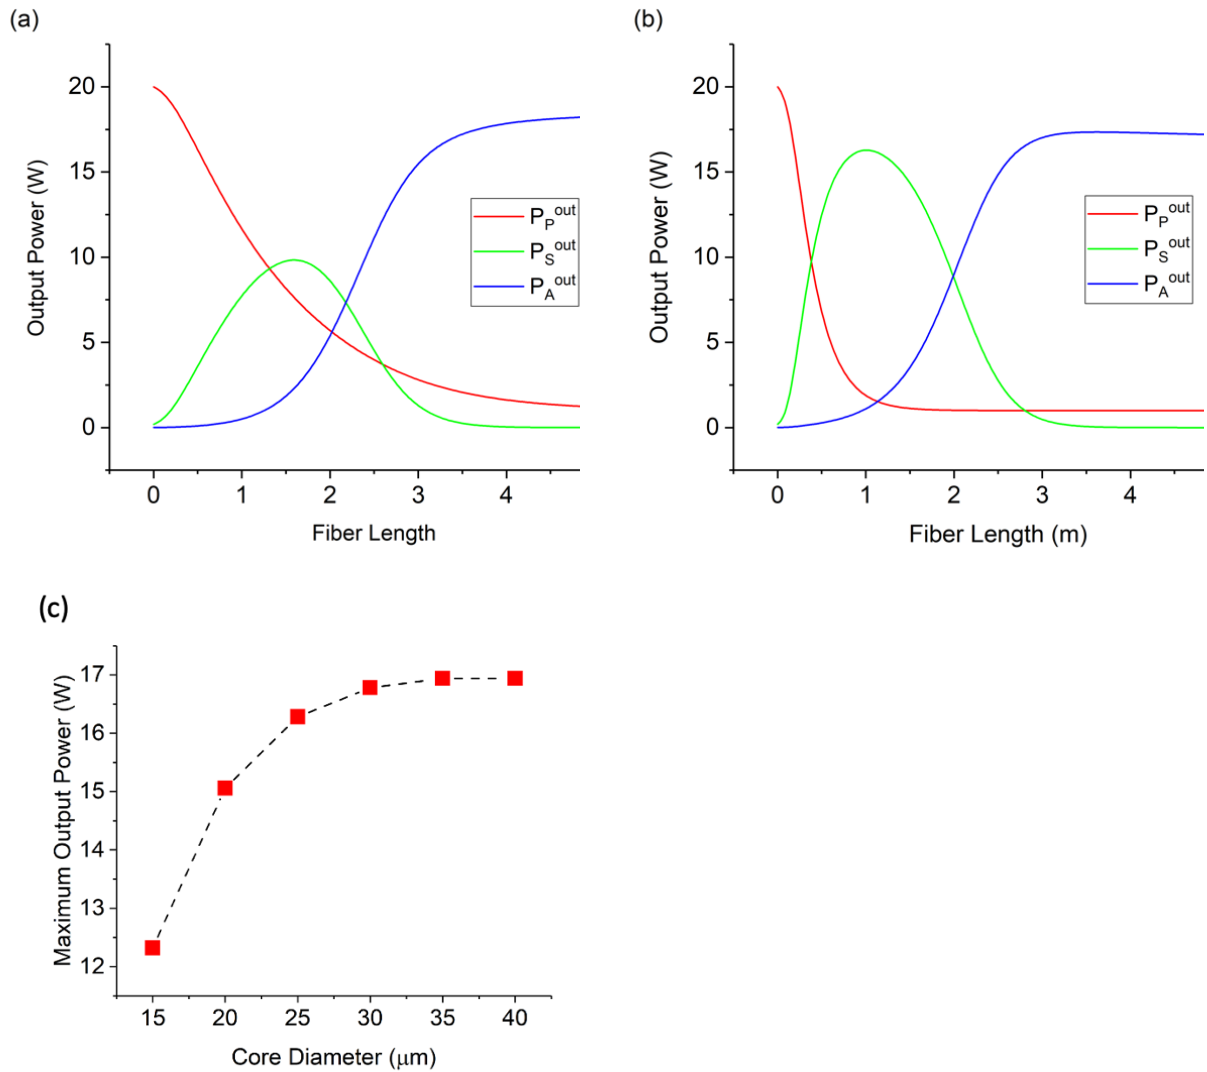 (a)
20
15
10
5
0
Output Power (W)
P_P^out
P_S^out
P_A^out
0 1 2 3 4
Fiber Length
(b)
20
15
10
5
0
Output Power (W)
P_P^out
P_S^out
P_A^out
0 1 2 3 4
Fiber Length (m)
(c)
17
16
15
14
13
12
Maximum Output Power (W)
15 20 25 30 35 40
Core Diameter (μm)